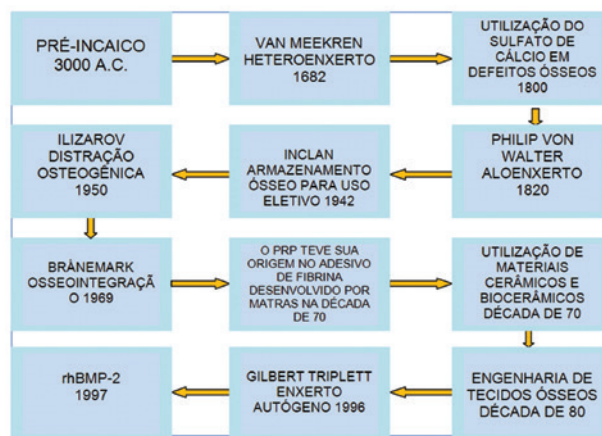 PRÉ-INCAICO
3000 A.C.
VAN MEEKREN
HETEROENXERTO
1682
UTILIZAÇÃO DO
SULFATO DE
CÁLCIO EM
DEFEITOS ÓSSEOS
1800
PHILIP VON
WALTER
ALOENXERTO
1820
INCLAN
ARMAZENAMENTO
ÓSSEO PARA USO
ELETIVO 1942
ILIZAROV
DISTRAÇÃO
OSTEOGÊNICA
1950
BRÅNEMARK
OSSEOINTEGRAÇÃ
O 1969
O PRP TEVE SUA
ORIGEM NO ADESIVO
DE FIBRINA
DESENVOLVIDO POR
MATRAS NA DÉCADA
DE 70
UTILIZAÇÃO DE
MATERIAIS
CERÂMICOS E
BIOCERÂMICOS
DÉCADA DE 70
ENGENHARIA DE
TECIDOS ÓSSEOS
DÉCADA DE 80
GILBERT TRIPLETT
ENXERTO
AUTÓGENO 1996
rhBMP-2
1997